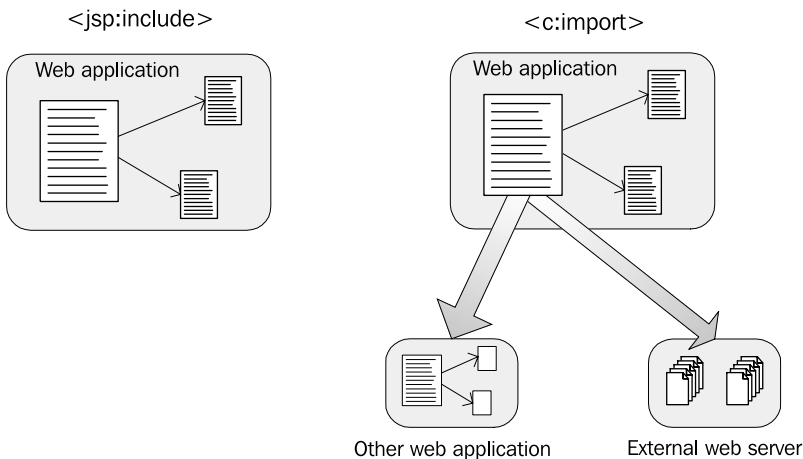 <jsp:include>
<c:import>
Web application
Web application
Other web application
External web server